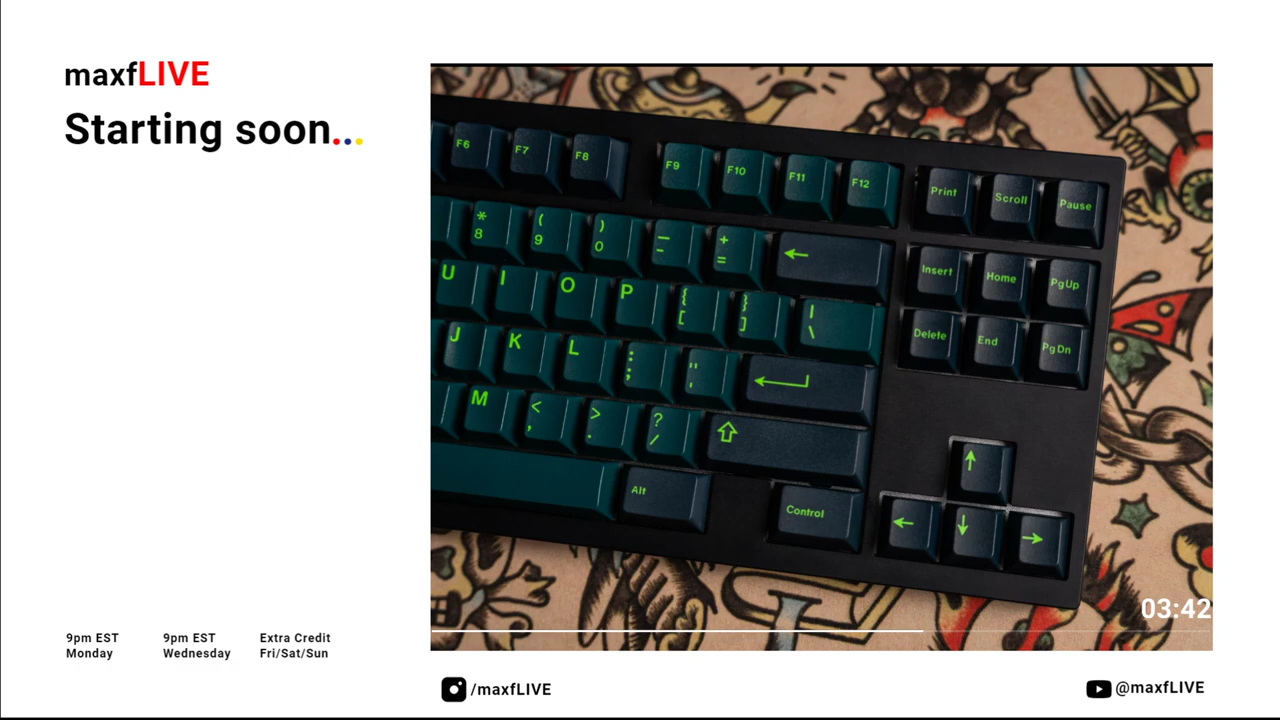 maxfLIVE
Starting soon...
F6 F7 F8 F9 F10 F11 F12 Print Scroll Pause
* ( ) — +
8 9 0 - = ←
Insert Home PgUp
U I O P { } |
[ ] \
Delete End PgDn
J K L : "
; ' 
M < > ? ⇧
, . /
↑
Alt Control ← ↓ →
03:42
9pm EST 9pm EST Extra Credit
Monday Wednesday Fri/Sat/Sun
/maxfLIVE @maxfLIVE